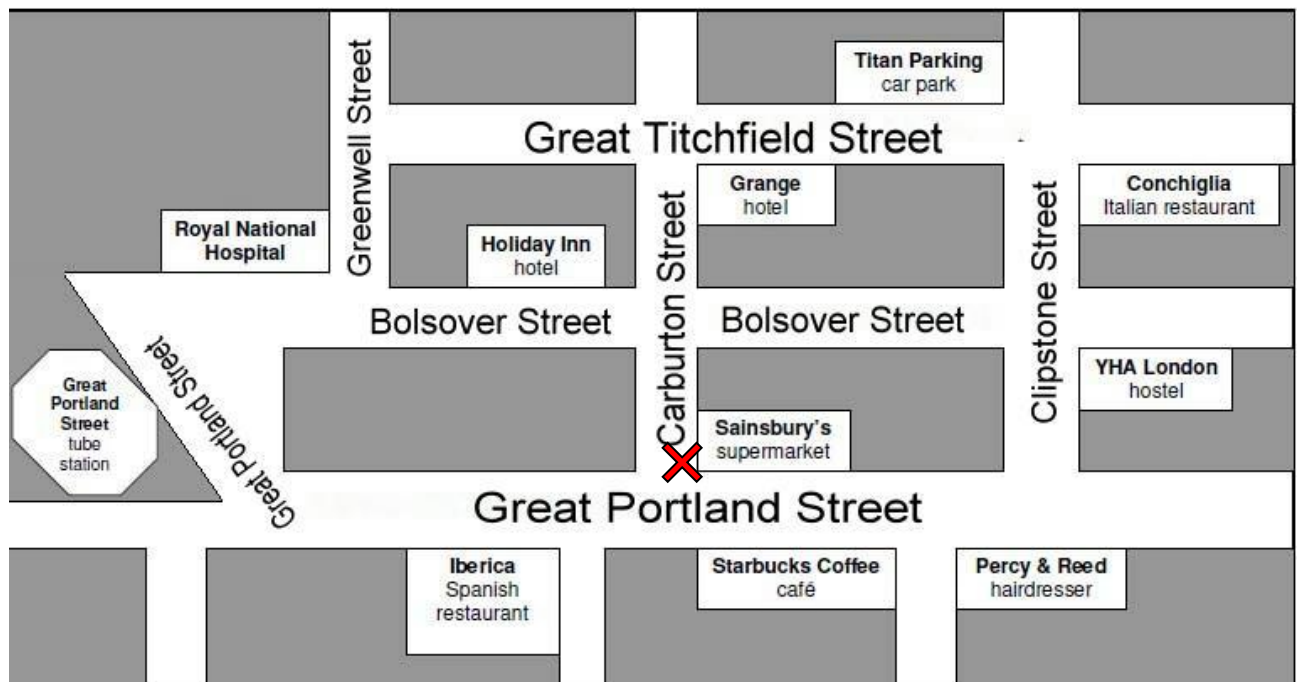 Greenwell Street
Titan Parking
car park
Great Titchfield Street
Grange
hotel
Conchiglia
Italian restaurant
Royal National
Hospital
Holiday Inn
hotel
Carburton Street
Clipstone Street
Bolsover Street
Bolsover Street
Great Portland Street
Great
Portland
Street
tube
station
YHA London
hostel
Sainsbury's
supermarket
Great Portland Street
Iberica
Spanish
restaurant
Starbucks Coffee
café
Percy & Reed
hairdresser